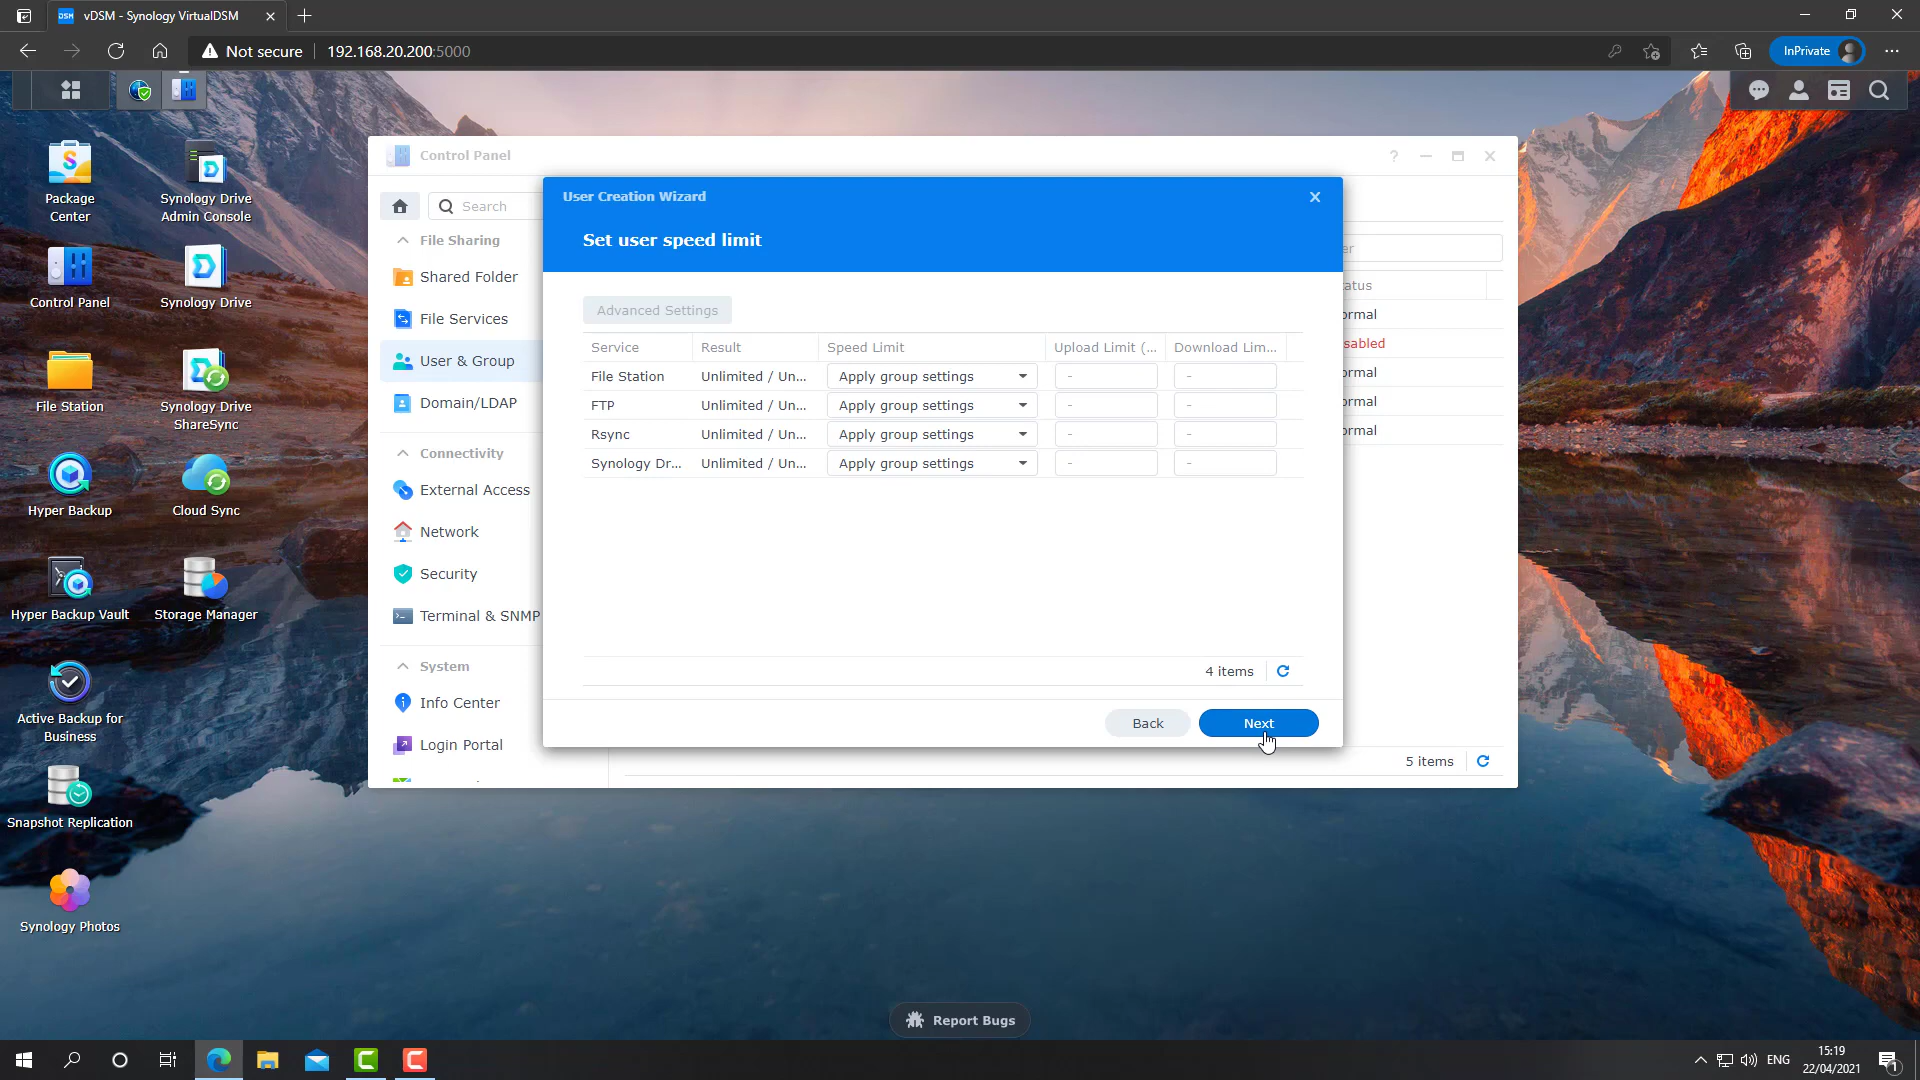 vDSM - Synology VirtualDSM
Not secure
192.168.20.200:5000
InPrivate
Package Center
Synology Drive Admin Console
Control Panel
Synology Drive
File Station
Synology Drive ShareSync
Hyper Backup
Cloud Sync
Hyper Backup Vault
Storage Manager
Active Backup for Business
Snapshot Replication
Synology Photos
Control Panel
?
Search
File Sharing
Shared Folder
File Services
User & Group
Domain/LDAP
Connectivity
External Access
Network
Security
Terminal & SNMP
System
Info Center
Login Portal
User Creation Wizard
Set user speed limit
Advanced Settings
Service Result Speed Limit Upload Limit (... Download Lim...
File Station Unlimited / Un... Apply group settings - -
FTP Unlimited / Un... Apply group settings - -
Rsync Unlimited / Un... Apply group settings - -
Synology Dr... Unlimited / Un... Apply group settings - -
4 items
Back
Next
er
atus
ormal
sabled
ormal
ormal
ormal
5 items
Report Bugs
ENG
15:19
22/04/2021
1